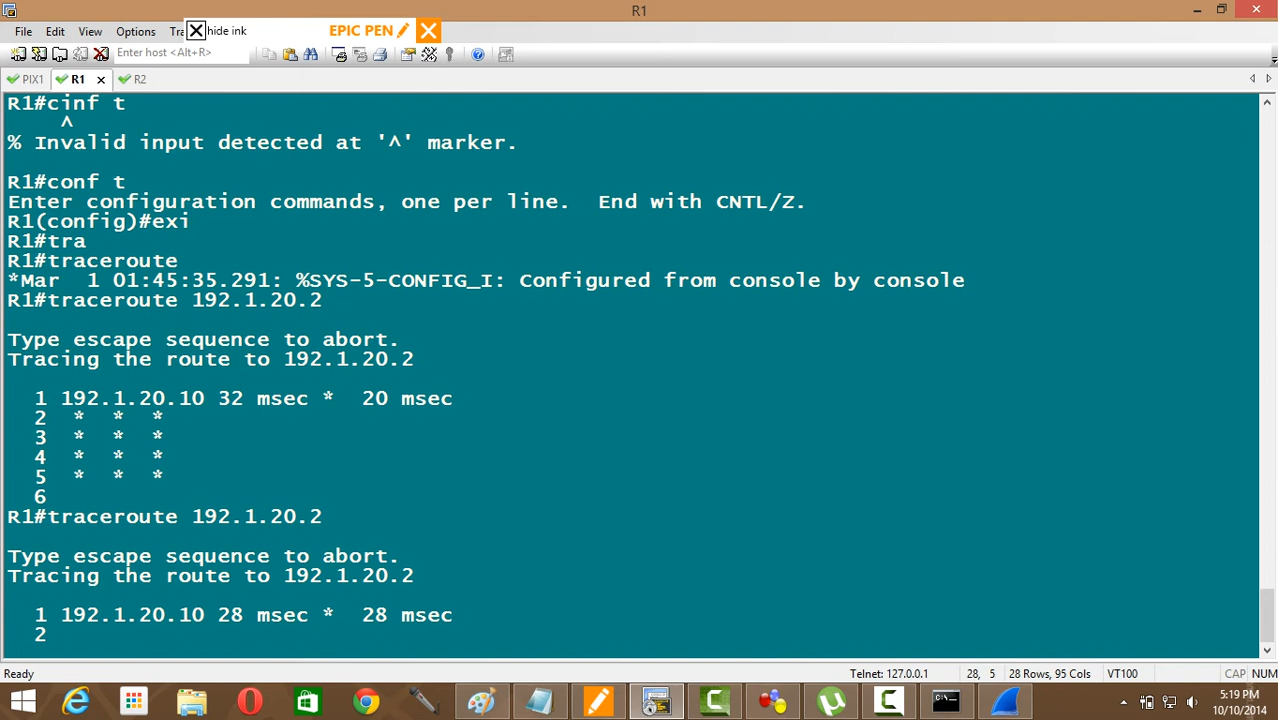 R1
File Edit View Options Tra hide ink EPIC PEN
Enter host <Alt+R>
PIX1 R1 R2
R1#cinf t
^
% Invalid input detected at '^' marker.
R1#conf t
Enter configuration commands, one per line.  End with CNTL/Z.
R1(config)#exi
R1#tra
R1#traceroute
*Mar  1 01:45:35.291: %SYS-5-CONFIG_I: Configured from console by console
R1#traceroute 192.1.20.2
Type escape sequence to abort.
Tracing the route to 192.1.20.2
1 192.1.20.10 32 msec *  20 msec
2  *  *  *
3  *  *  *
4  *  *  *
5  *  *  *
6
R1#traceroute 192.1.20.2
Type escape sequence to abort.
Tracing the route to 192.1.20.2
1 192.1.20.10 28 msec *  28 msec
2
Ready Telnet: 127.0.0.1 28, 5 28 Rows, 95 Cols VT100 CAP NUM
5:19 PM
10/10/2014